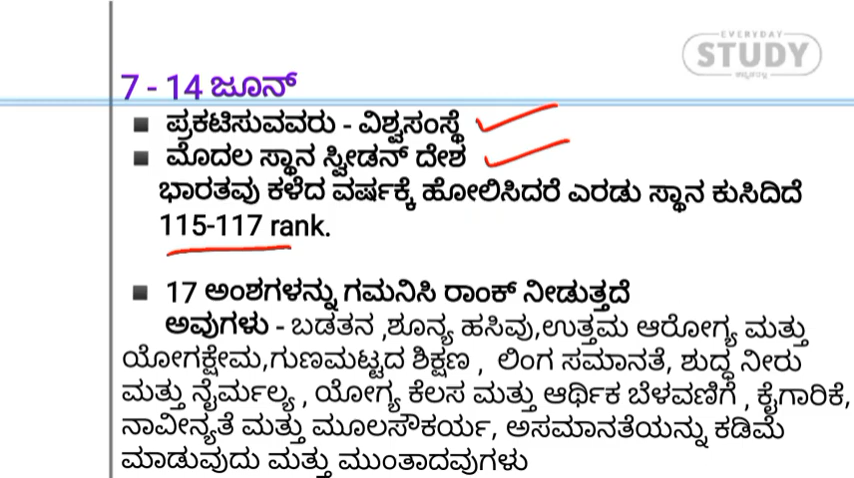 EVERYDAY
STUDY
7 - 14 ಜೂನ್
■ ಪ್ರಕಟಿಸುವವರು - ವಿಶ್ವಸಂಸ್ಥೆ
■ ಮೊದಲ ಸ್ಥಾನ ಸ್ವೀಡನ್ ದೇಶ
ಭಾರತವು ಕಳೆದ ವರ್ಷಕ್ಕೆ ಹೋಲಿಸಿದರೆ ಎರಡು ಸ್ಥಾನ ಕುಸಿದಿದೆ
115-117 rank.
■ 17 ಅಂಶಗಳನ್ನು ಗಮನಿಸಿ ರಾಂಕ್ ನೀಡುತ್ತದೆ
ಅವುಗಳು - ಬಡತನ ,ಶೂನ್ಯ ಹಸಿವು,ಉತ್ತಮ ಆರೋಗ್ಯ ಮತ್ತು
ಯೋಗಕ್ಷೇಮ,ಗುಣಮಟ್ಟದ ಶಿಕ್ಷಣ , ಲಿಂಗ ಸಮಾನತೆ, ಶುದ್ಧ ನೀರು
ಮತ್ತು ನೈರ್ಮಲ್ಯ , ಯೋಗ್ಯ ಕೆಲಸ ಮತ್ತು ಆರ್ಥಿಕ ಬೆಳವಣಿಗೆ , ಕೈಗಾರಿಕೆ,
ನಾವೀನ್ಯತೆ ಮತ್ತು ಮೂಲಸೌಕರ್ಯ, ಅಸಮಾನತೆಯನ್ನು ಕಡಿಮೆ
ಮಾಡುವುದು ಮತ್ತು ಮುಂತಾದವುಗಳು